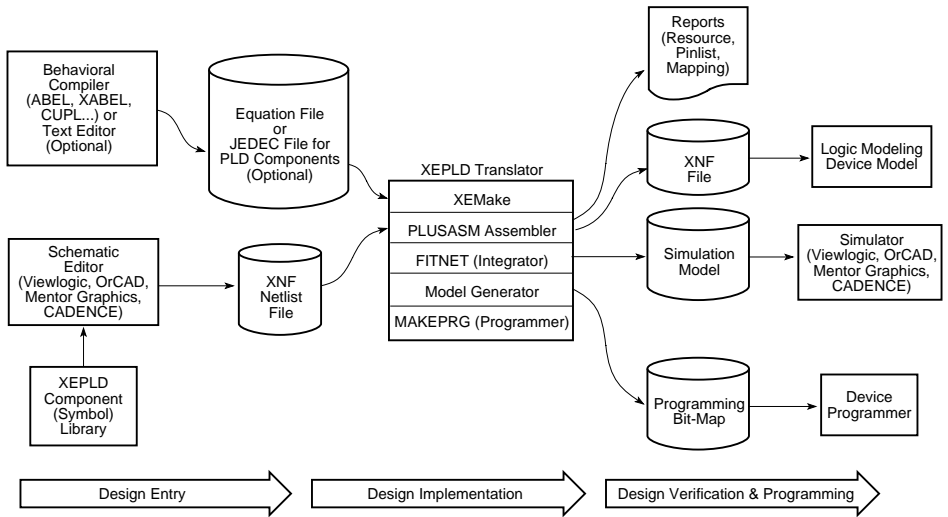 Behavioral
Compiler
(ABEL, XABEL,
CUPL...) or
Text Editor
(Optional)
Equation File
or
JEDEC File for
PLD Components
(Optional)
Schematic
Editor
(Viewlogic, OrCAD,
Mentor Graphics,
CADENCE)
XNF
Netlist
File
XEPLD
Component
(Symbol)
Library
XEPLD Translator
XEMake
PLUSASM Assembler
FITNET (Integrator)
Model Generator
MAKEPRG (Programmer)
Reports
(Resource,
Pinlist,
Mapping)
XNF
File
Logic Modeling
Device Model
Simulation
Model
Simulator
(Viewlogic, OrCAD,
Mentor Graphics,
CADENCE)
Programming
Bit-Map
Device
Programmer
Design Entry
Design Implementation
Design Verification & Programming